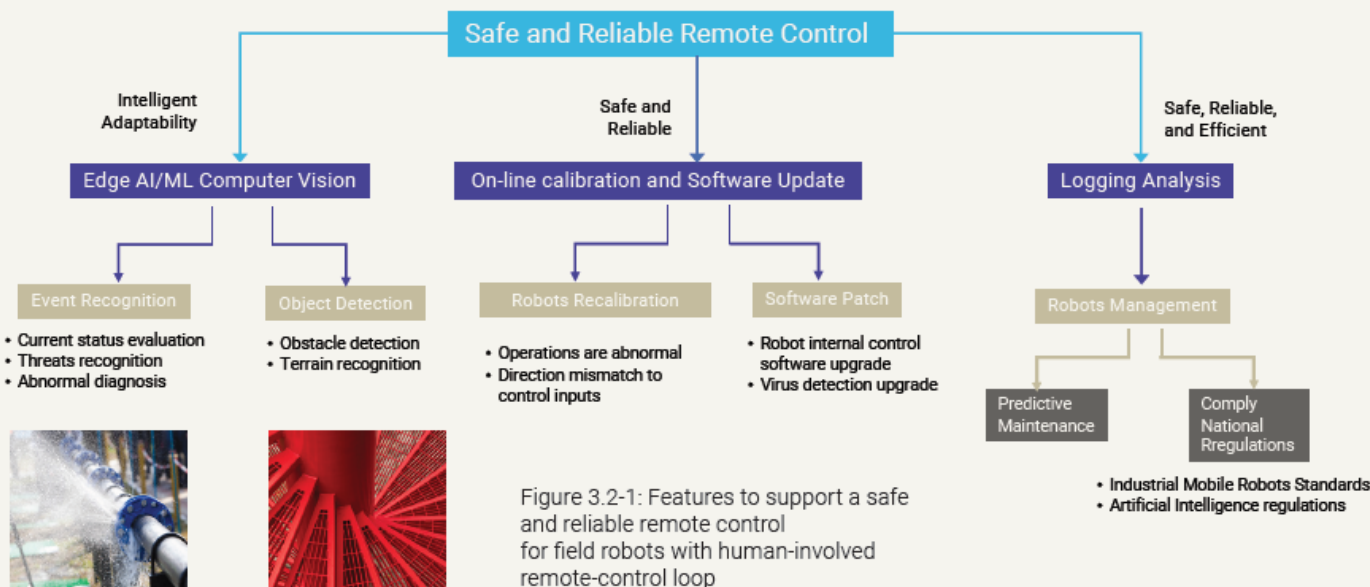 Safe and Reliable Remote Control
Intelligent
Adaptability
Safe and
Reliable
Safe, Reliable,
and Efficient
Edge AI/ML Computer Vision
On-line calibration and Software Update
Logging Analysis
Event Recognition
• Current status evaluation
• Threats recognition
• Abnormal diagnosis
Object Detection
• Obstacle detection
• Terrain recognition
Robots Recalibration
• Operations are abnormal
• Direction mismatch to
control inputs
Software Patch
• Robot internal control
software upgrade
• Virus detection upgrade
Robots Management
Predictive
Maintenance
Comply
National
Rregulations
• Industrial Mobile Robots Standards
• Artificial Intelligence regulations
Figure 3.2-1: Features to support a safe
and reliable remote control
for field robots with human-involved
remote-control loop